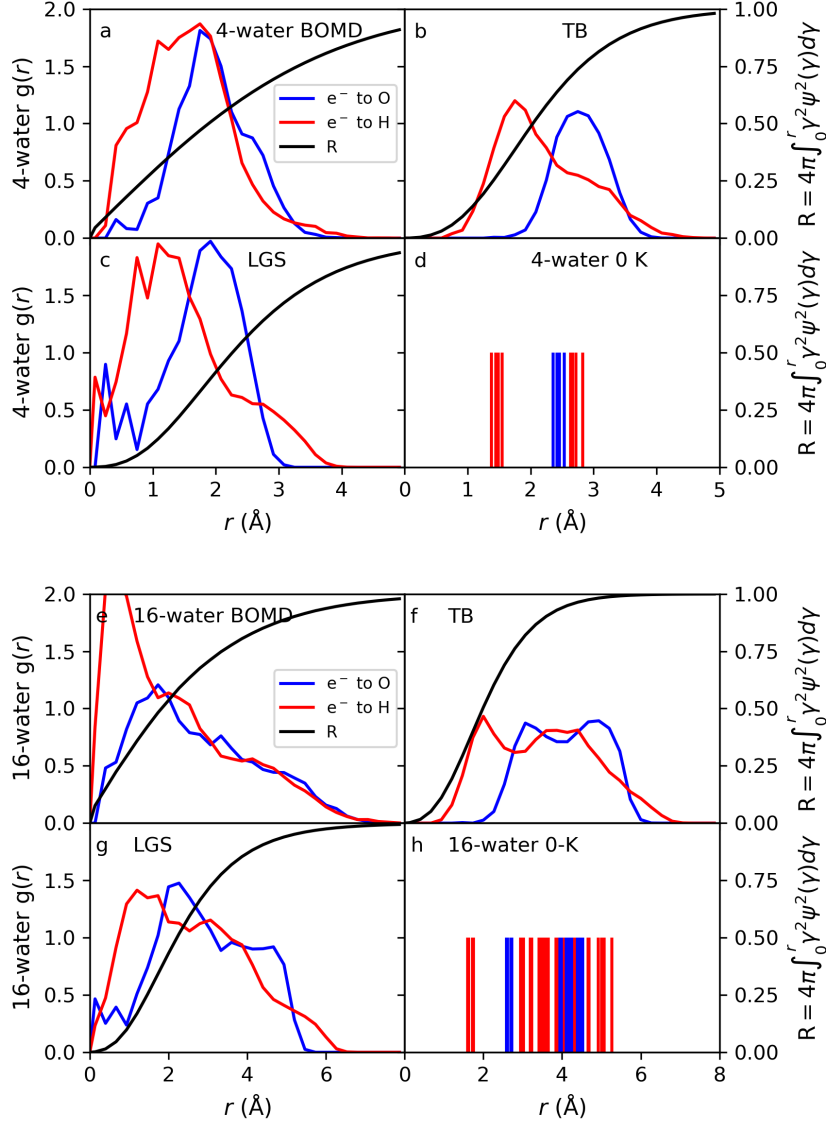 a 4-water BOMD
b TB
4-water g(r)
2.0
1.5
1.0
0.5
0.0
e⁻ to O
e⁻ to H
R
1.00
0.75
0.50
0.25
0.00
R = 4π∫₀ʳ γ²ψ²(γ)dγ
c LGS
d 4-water 0 K
4-water g(r)
1.5
1.0
0.5
0.0
0.75
0.50
0.25
0.00
R = 4π∫₀ʳ γ²ψ²(γ)dγ
0 1 2 3 4
0 1 2 3 4 5
r (Å)
r (Å)
e 16-water BOMD
f TB
16-water g(r)
2.0
1.5
1.0
0.5
0.0
e⁻ to O
e⁻ to H
R
1.00
0.75
0.50
0.25
0.00
R = 4π∫₀ʳ γ²ψ²(γ)dγ
g LGS
h 16-water 0-K
16-water g(r)
1.5
1.0
0.5
0.0
0.75
0.50
0.25
0.00
R = 4π∫₀ʳ γ²ψ²(γ)dγ
0 2 4 6
0 2 4 6 8
r (Å)
r (Å)